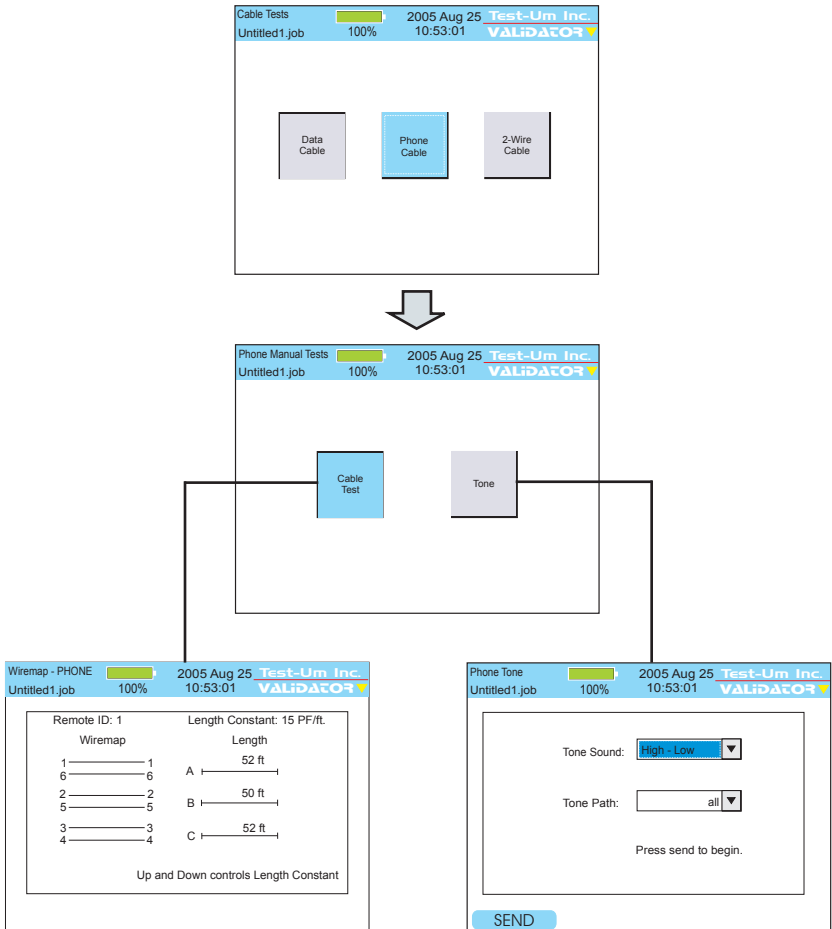 Cable Tests
Untitled1.job
100%
2005 Aug 25
10:53:01
Test-Um Inc.
VALiDATOR
Data
Cable
Phone
Cable
2-Wire
Cable
Phone Manual Tests
Untitled1.job
100%
2005 Aug 25
10:53:01
Test-Um Inc.
VALiDATOR
Cable
Test
Tone
Wiremap - PHONE
Untitled1.job
100%
2005 Aug 25
10:53:01
Test-Um Inc.
VALiDATOR
Remote ID: 1
Length Constant: 15 PF/ft.
Wiremap
Length
1 1
6 6
A 52 ft
2 2
5 5
B 50 ft
3 3
4 4
C 52 ft
Up and Down controls Length Constant
Phone Tone
Untitled1.job
100%
2005 Aug 25
10:53:01
Test-Um Inc.
VALiDATOR
Tone Sound: High - Low
Tone Path: all
Press send to begin.
SEND